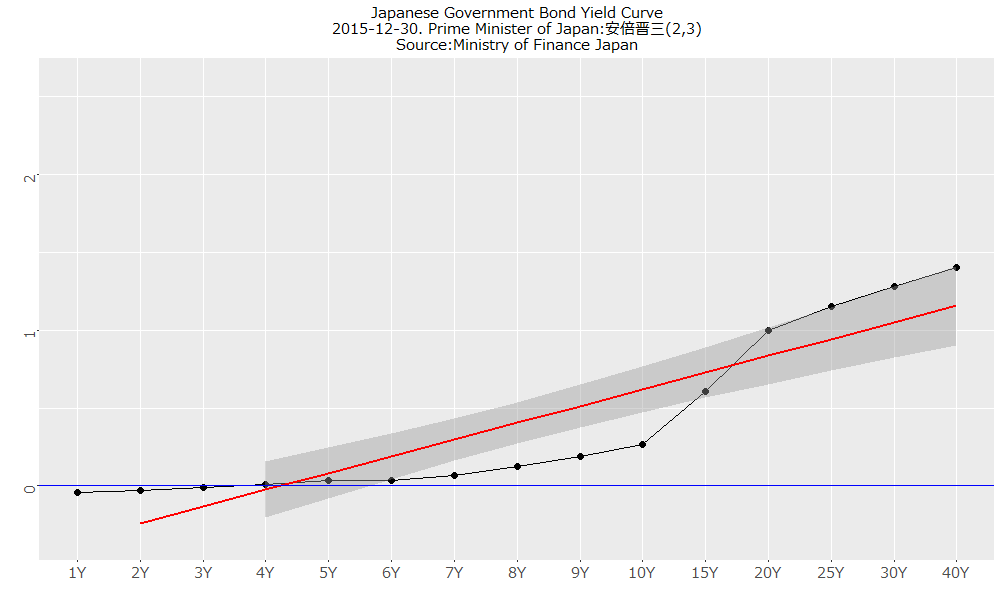 Japanese Government Bond Yield Curve
2015-12-30. Prime Minister of Japan:安倍晋三(2,3)
Source:Ministry of Finance Japan
2
1
0
1Y 2Y 3Y 4Y 5Y 6Y 7Y 8Y 9Y 10Y 15Y 20Y 25Y 30Y 40Y